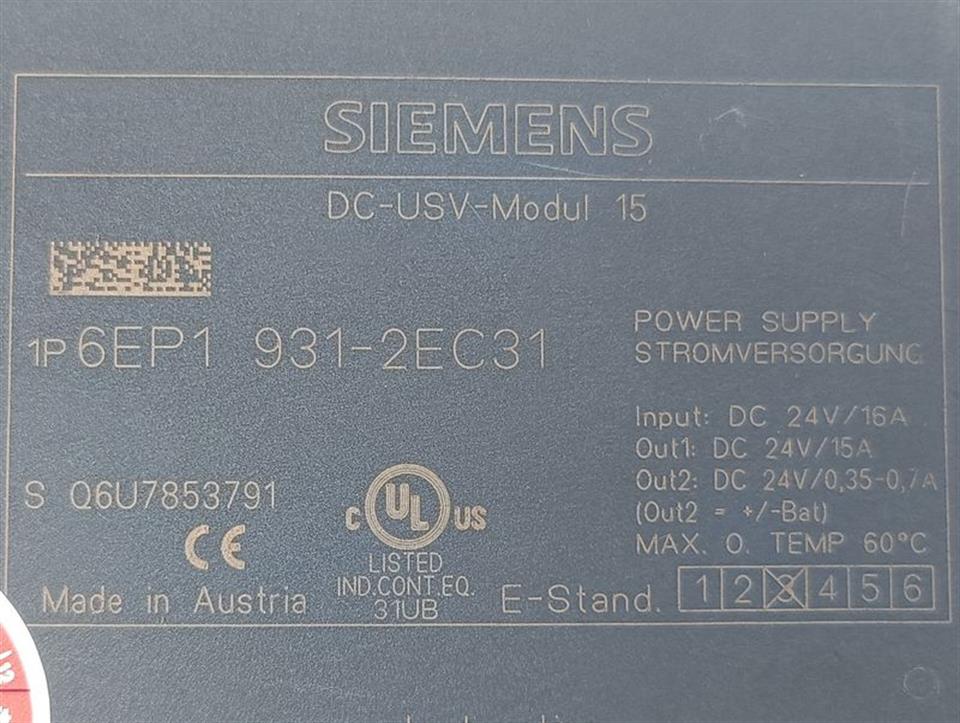 SIEMENS
DC-USV-Modul 15
1P 6EP1 931-2EC31
POWER SUPPLY
STROMVERSORGUNG
Input: DC 24V/16A
Out1: DC 24V/15A
Out2: DC 24V/0,35-0,7A
(Out2 = +/-Bat)
MAX. O. TEMP 60°C
S Q6U7853791
C UL US
LISTED
IND.CONT.EQ.
31UB
CE
Made in Austria
E-Stand. 1 2 3 4 5 6